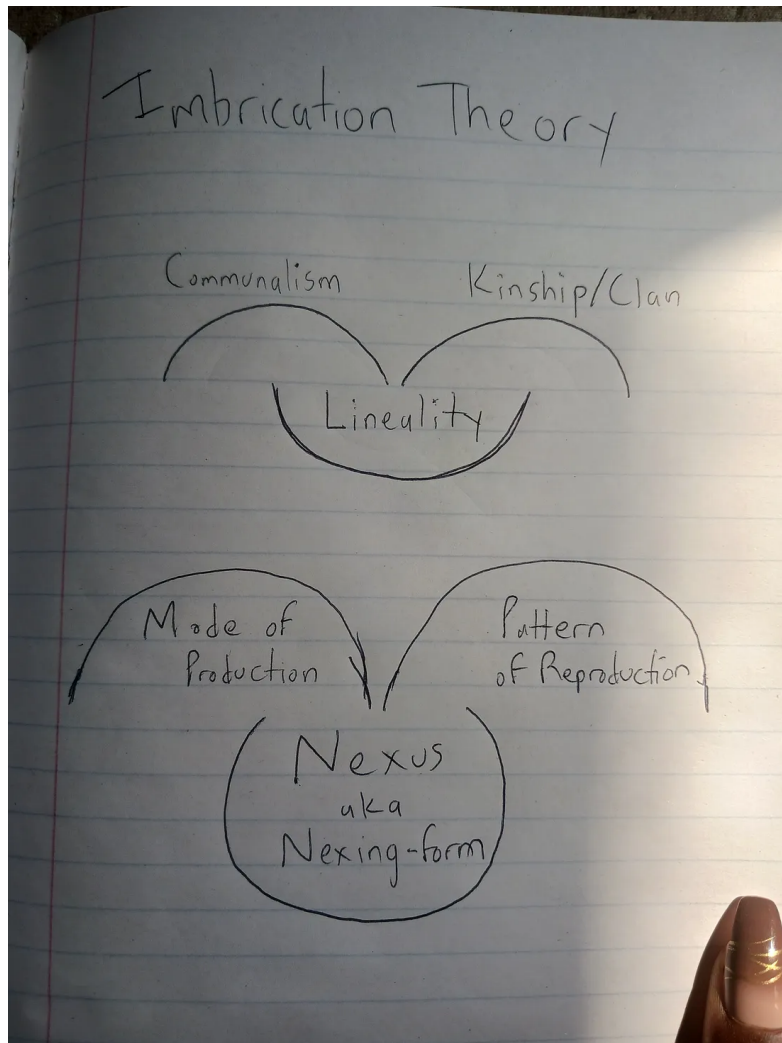 Imbrication Theory
Communalism Kinship/Clan
Lineality
Mode of
Production
Pattern
of Reproduction
Nexus
aka
Nexing-form